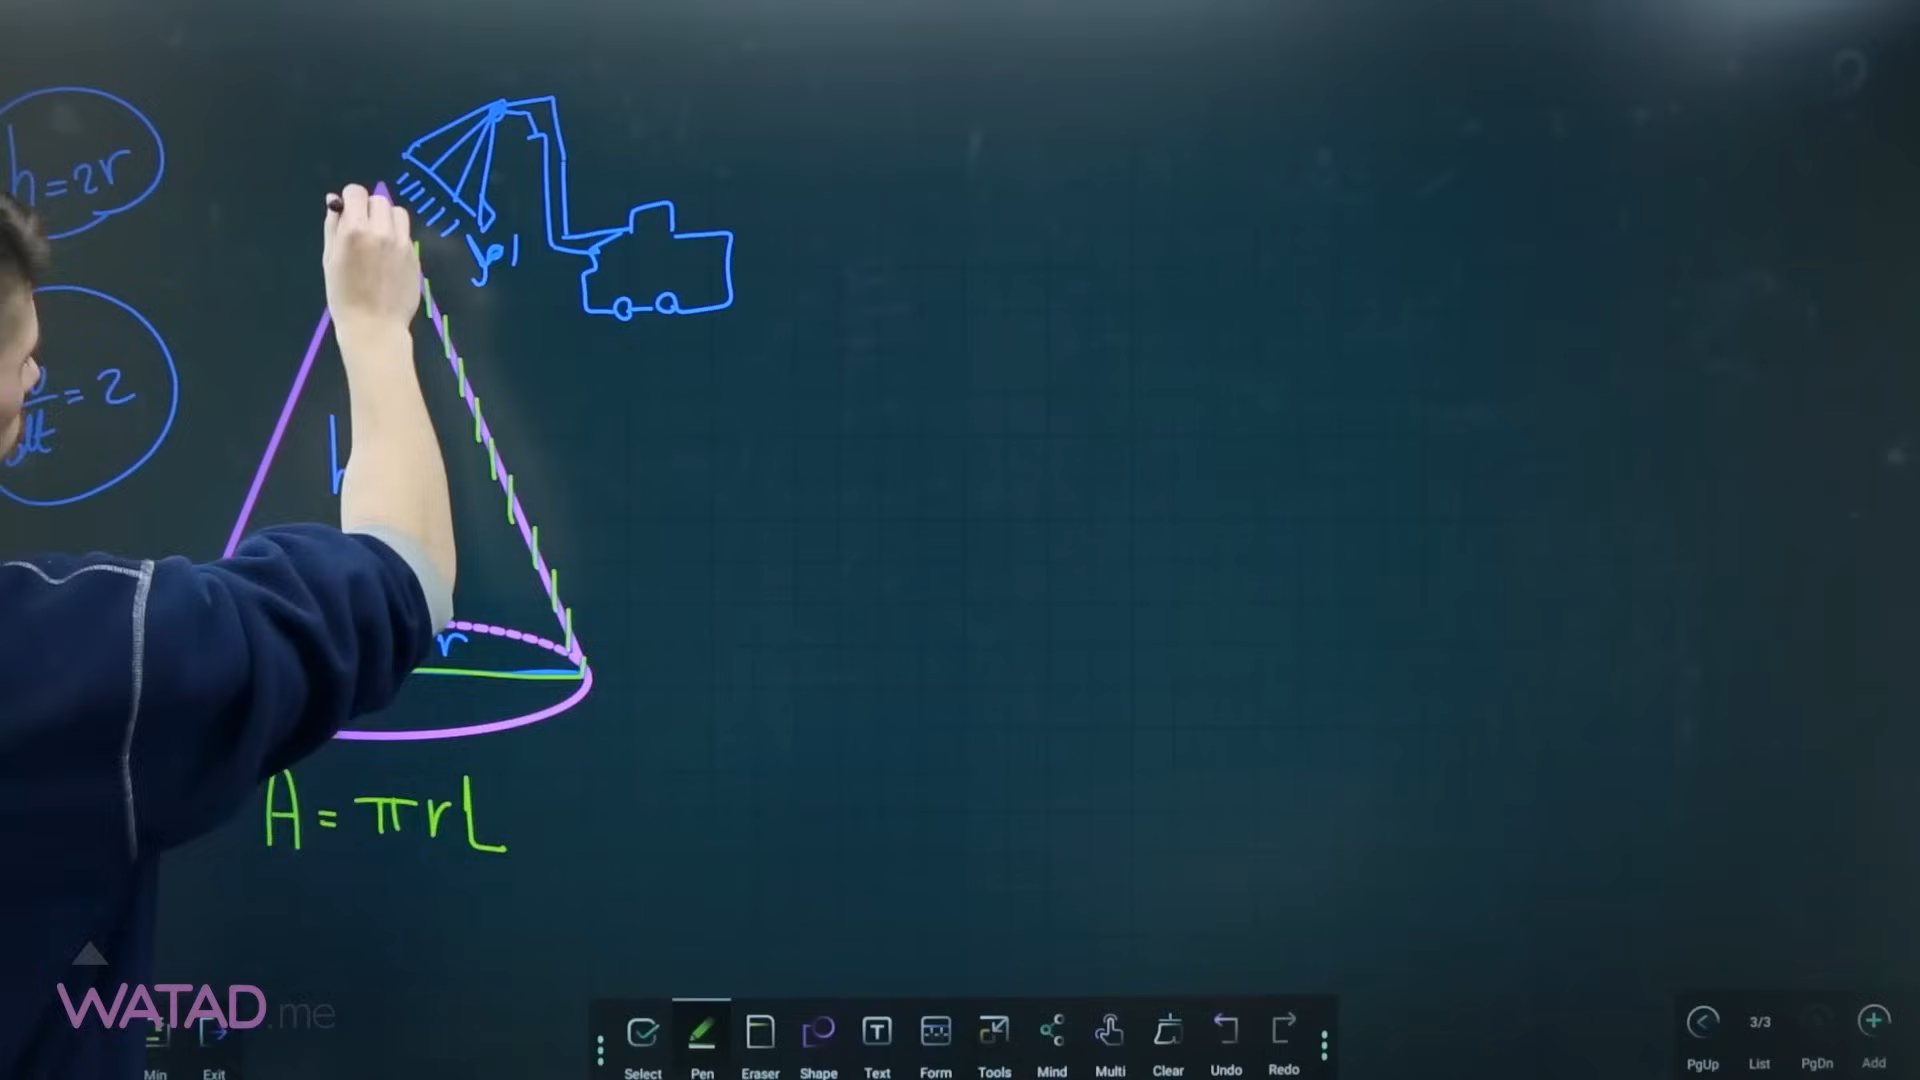 h=2r
= 2
dt
h
r
A = πrL
WATAD.me
Min
Exit
Select
Pen
Eraser
Shape
Text
Form
Tools
Mind
Multi
Clear
Undo
Redo
PgUp
3/3
List
PgDn
Add